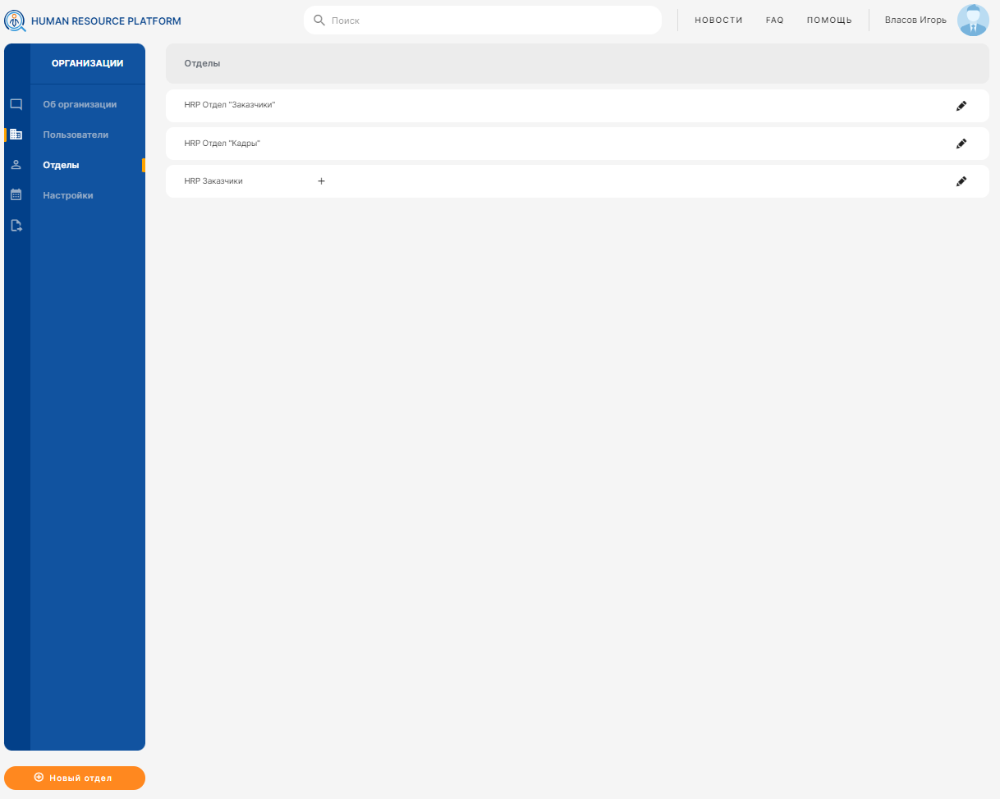 HUMAN RESOURCE PLATFORM
Поиск
НОВОСТИ
FAQ
ПОМОЩЬ
Власов Игорь
ОРГАНИЗАЦИИ
Об организации
Пользователи
Отделы
Настройки
Отделы
HRP Отдел "Заказчики"
HRP Отдел "Кадры"
HRP Заказчики +
Новый отдел